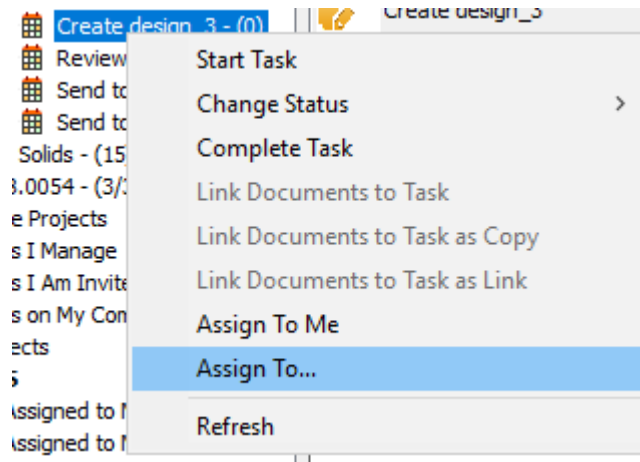 Create design_3 - (0)
Create design_3
Review
Send to
Send to
Solids - (15
3.0054 - (3/3
e Projects
s I Manage
s I Am Invite
s on My Com
ects
Assigned to M
Assigned to M
Start Task
Change Status
Complete Task
Link Documents to Task
Link Documents to Task as Copy
Link Documents to Task as Link
Assign To Me
Assign To...
Refresh